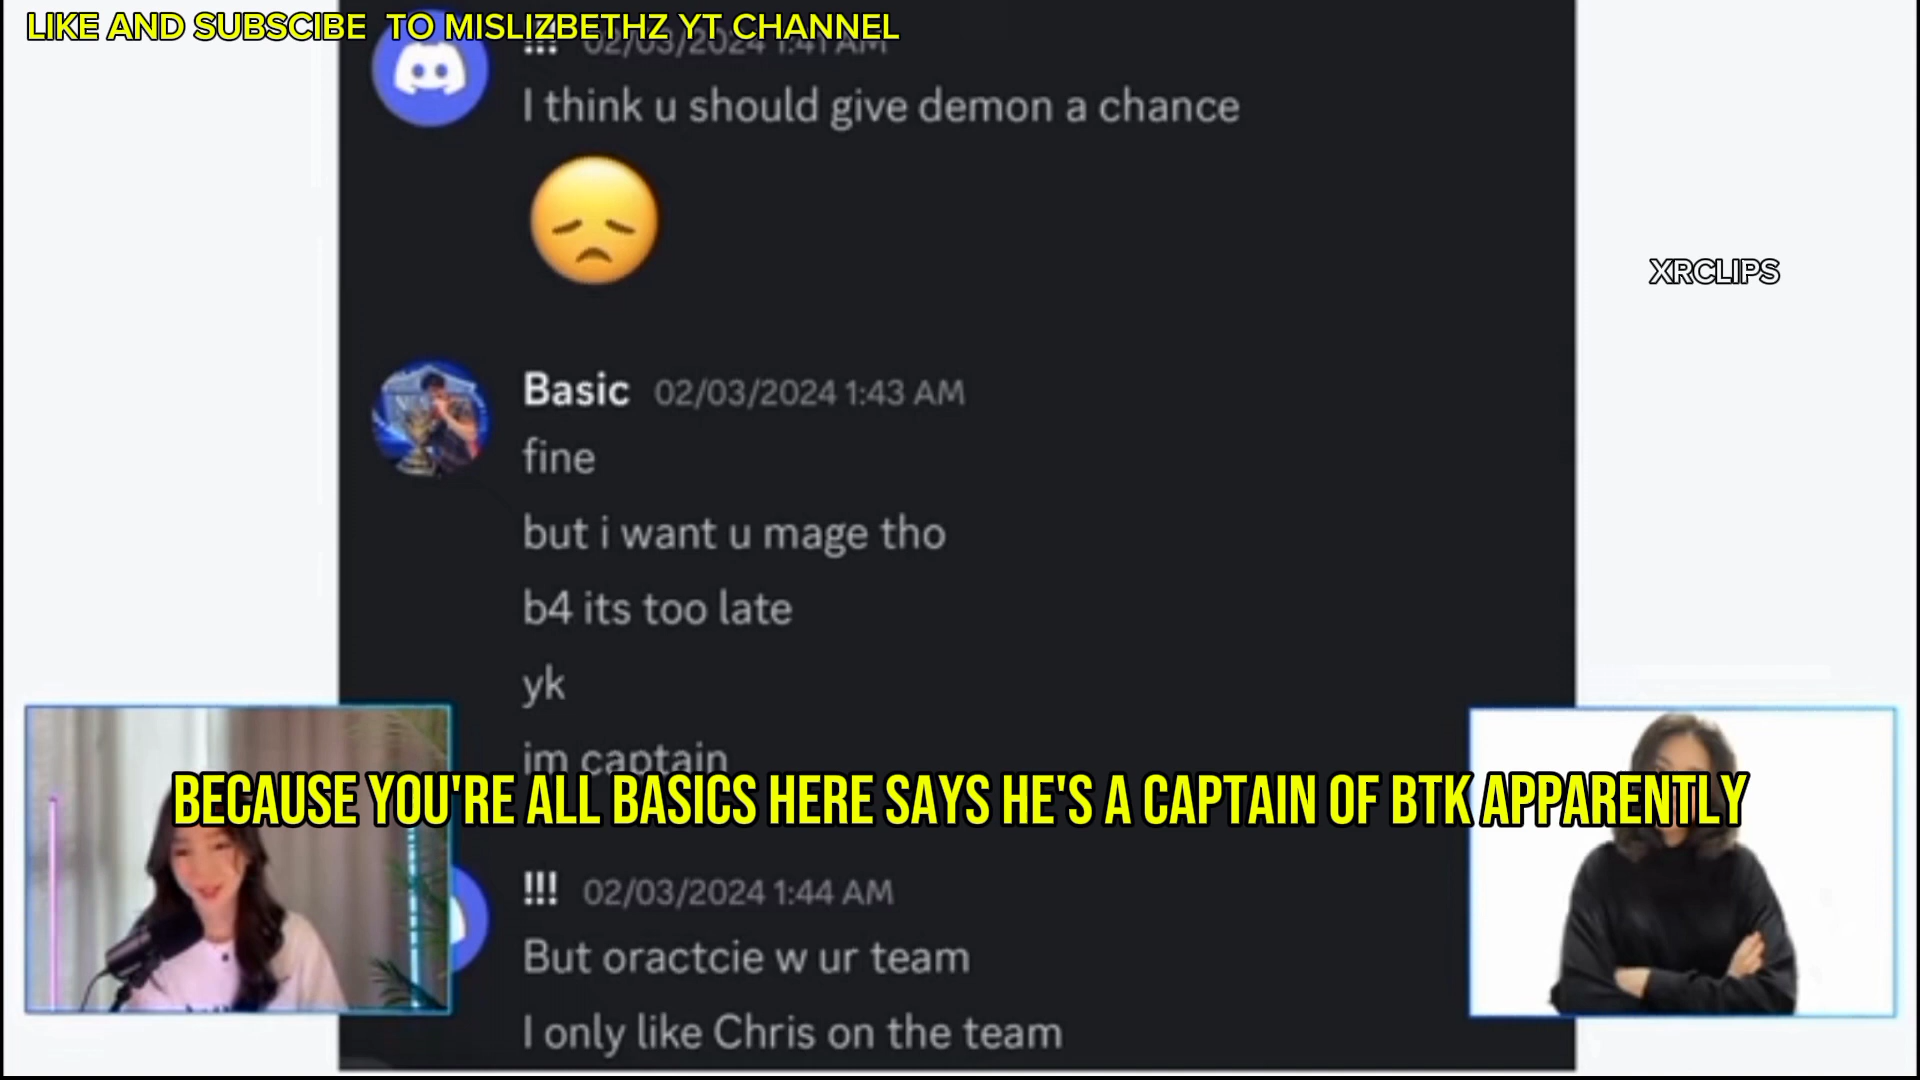 LIKE AND SUBSCIBE TO MISLIZBETHZ YT CHANNEL
!!! 02/03/2024 1:41 AM
I think u should give demon a chance
XRCLIPS
Basic 02/03/2024 1:43 AM
fine
but i want u mage tho
b4 its too late
yk
im captain
BECAUSE YOU'RE ALL BASICS HERE SAYS HE'S A CAPTAIN OF BTK APPARENTLY
!!! 02/03/2024 1:44 AM
But oractcie w ur team
I only like Chris on the team